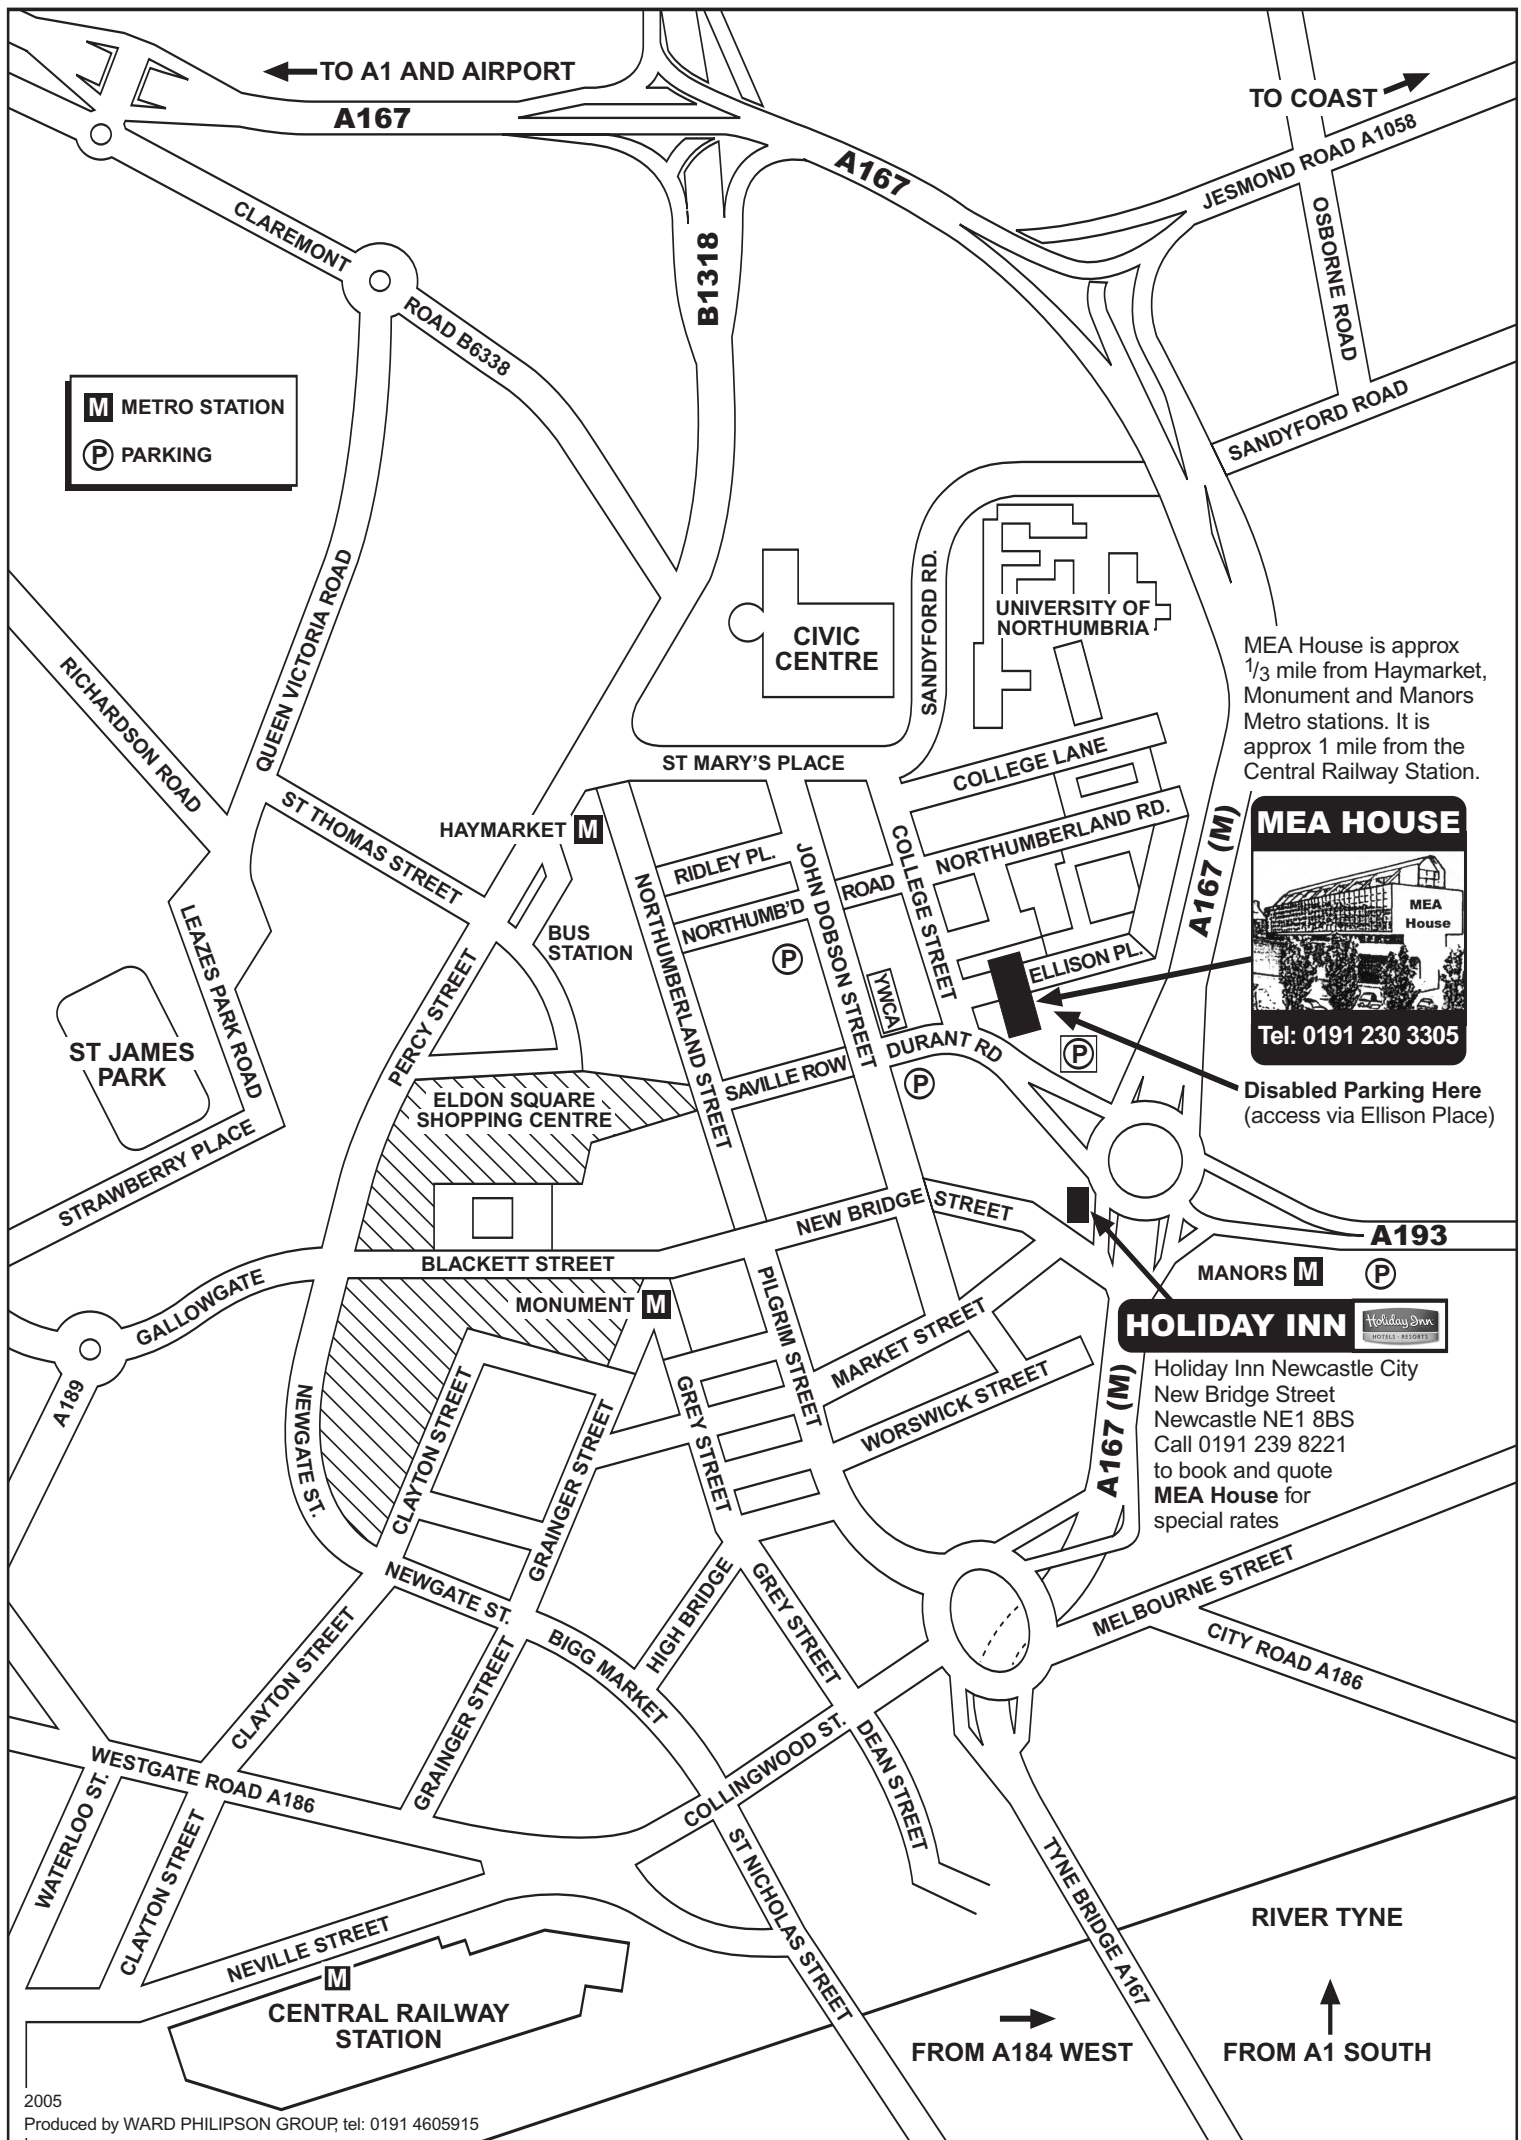 TO A1 AND AIRPORT
A167
TO COAST
JESMOND ROAD A1058
A167
OSBORNE ROAD
CLAREMONT
ROAD B6338
B1318
SANDYFORD ROAD
M METRO STATION
P PARKING
QUEEN VICTORIA ROAD
RICHARDSON ROAD
CIVIC
CENTRE
SANDYFORD RD.
UNIVERSITY OF
NORTHUMBRIA
MEA House is approx
1/3 mile from Haymarket,
Monument and Manors
Metro stations. It is
approx 1 mile from the
Central Railway Station.
ST MARY'S PLACE
COLLEGE LANE
ST THOMAS STREET
HAYMARKET M
RIDLEY PL.
JOHN DOBSON STREET
COLLEGE STREET
NORTHUMBERLAND RD.
A167 (M)
MEA HOUSE
MEA
House
Tel: 0191 230 3305
NORTHUMBERLAND STREET
NORTHUMB'D
ROAD
BUS
STATION
P
YWCA
ELLISON PL.
LEAZES PARK ROAD
PERCY STREET
ST JAMES
PARK
DURANT RD
P
SAVILLE ROW
P
Disabled Parking Here
(access via Ellison Place)
ELDON SQUARE
SHOPPING CENTRE
STRAWBERRY PLACE
NEW BRIDGE
STREET
A193
BLACKETT STREET
GALLOWGATE
MANORS M
P
MONUMENT M
PILGRIM STREET
MARKET STREET
HOLIDAY INN
Holiday Inn
HOTELS · RESORTS
Holiday Inn Newcastle City
New Bridge Street
Newcastle NE1 8BS
Call 0191 239 8221
to book and quote
MEA House for
special rates
A189
NEWGATE ST.
CLAYTON STREET
GRAINGER STREET
GREY STREET
WORSWICK STREET
A167 (M)
MELBOURNE STREET
CITY ROAD A186
NEWGATE ST.
HIGH BRIDGE
GREY STREET
BIGG MARKET
CLAYTON STREET
GRAINGER STREET
WESTGATE ROAD A186
COLLINGWOOD ST.
DEAN STREET
WATERLOO ST.
CLAYTON STREET
ST NICHOLAS STREET
TYNE BRIDGE A167
RIVER TYNE
NEVILLE STREET
M
CENTRAL RAILWAY
STATION
FROM A184 WEST
FROM A1 SOUTH
2005
Produced by WARD PHILIPSON GROUP, tel: 0191 4605915